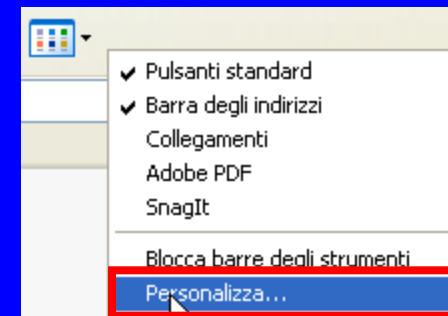 Pulsanti standard
Barra degli indirizzi
Collegamenti
Adobe PDF
SnagIt
Blocca barre degli strumenti
Personalizza...